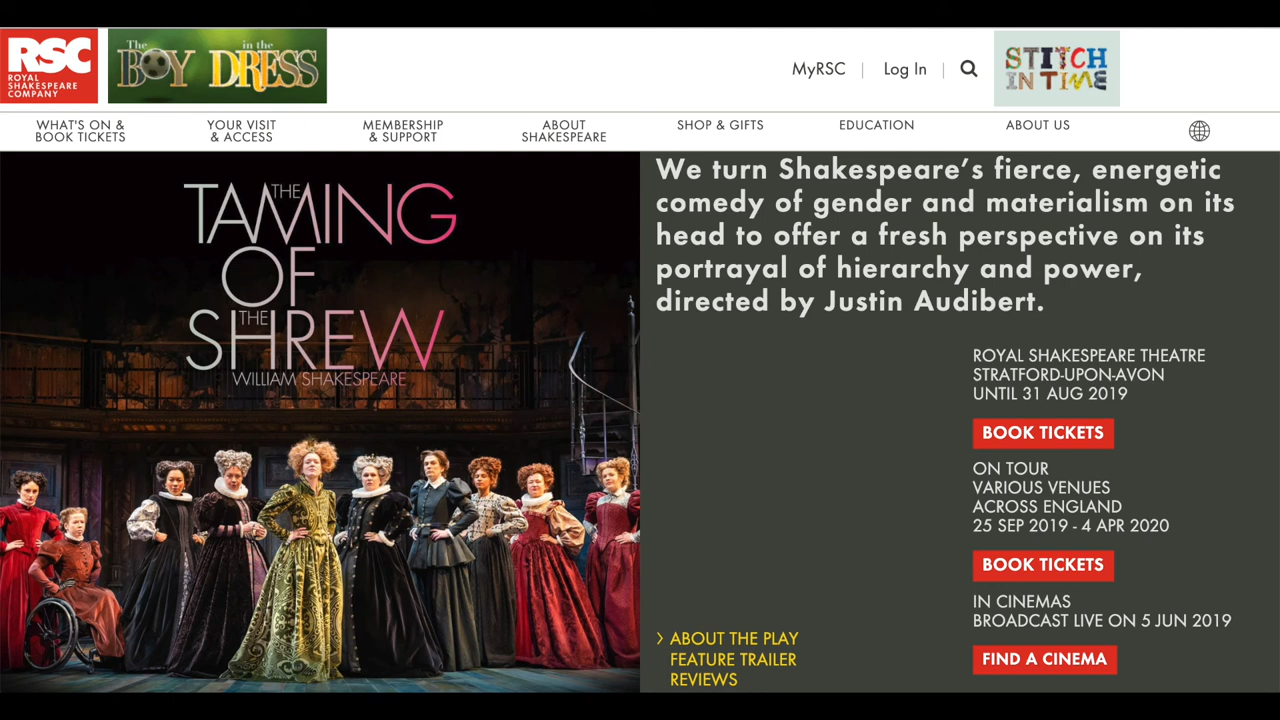 RSC
ROYAL
SHAKESPEARE
COMPANY
The BOY in the DRESS
MyRSC
Log In
STITCH
IN TIME
WHAT'S ON &
BOOK TICKETS
YOUR VISIT
& ACCESS
MEMBERSHIP
& SUPPORT
ABOUT
SHAKESPEARE
SHOP & GIFTS
EDUCATION
ABOUT US
THE
TAMING
OF
THE
SHREW
WILLIAM SHAKESPEARE
We turn Shakespeare's fierce, energetic
comedy of gender and materialism on its
head to offer a fresh perspective on its
portrayal of hierarchy and power,
directed by Justin Audibert.
ROYAL SHAKESPEARE THEATRE
STRATFORD-UPON-AVON
UNTIL 31 AUG 2019
BOOK TICKETS
ON TOUR
VARIOUS VENUES
ACROSS ENGLAND
25 SEP 2019 - 4 APR 2020
BOOK TICKETS
IN CINEMAS
BROADCAST LIVE ON 5 JUN 2019
FIND A CINEMA
ABOUT THE PLAY
FEATURE TRAILER
REVIEWS